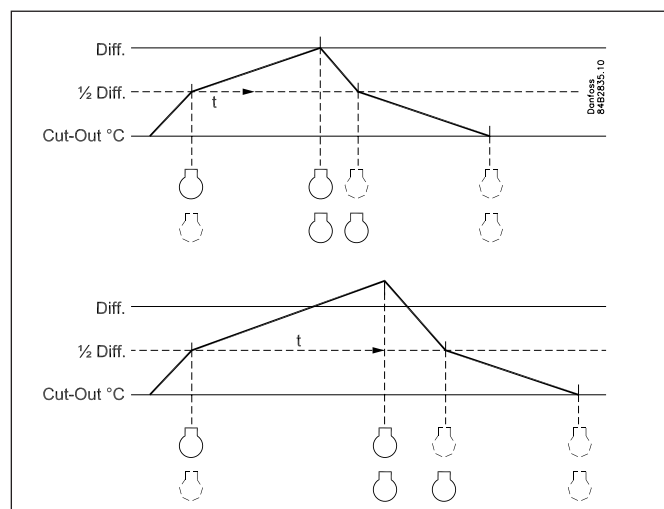 Diff.
½ Diff.
t
Cut-Out °C
Danfoss
84B2835.10
Diff.
½ Diff.
t
Cut-Out °C